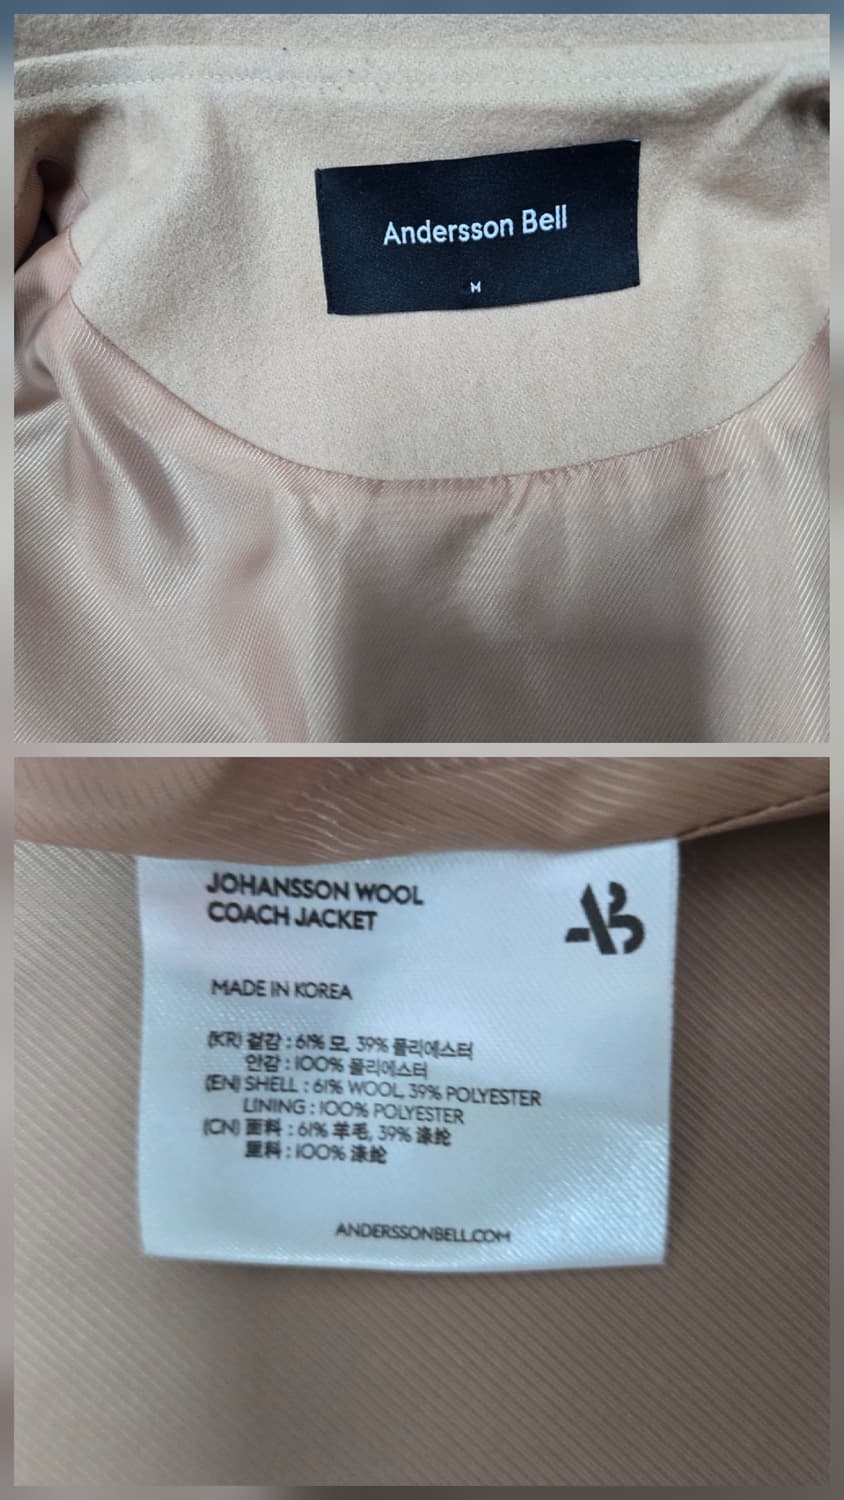 Andersson Bell
M
JOHANSSON WOOL
COACH JACKET
AB
MADE IN KOREA
(KR) 겉감 : 61% 모, 39% 폴리에스터
안감 : 100% 폴리에스터
(EN) SHELL : 61% WOOL, 39% POLYESTER
LINING : 100% POLYESTER
(CN) 面料 : 61% 羊毛, 39% 涤纶
里料 : 100% 涤纶
ANDERSSONBELL.COM